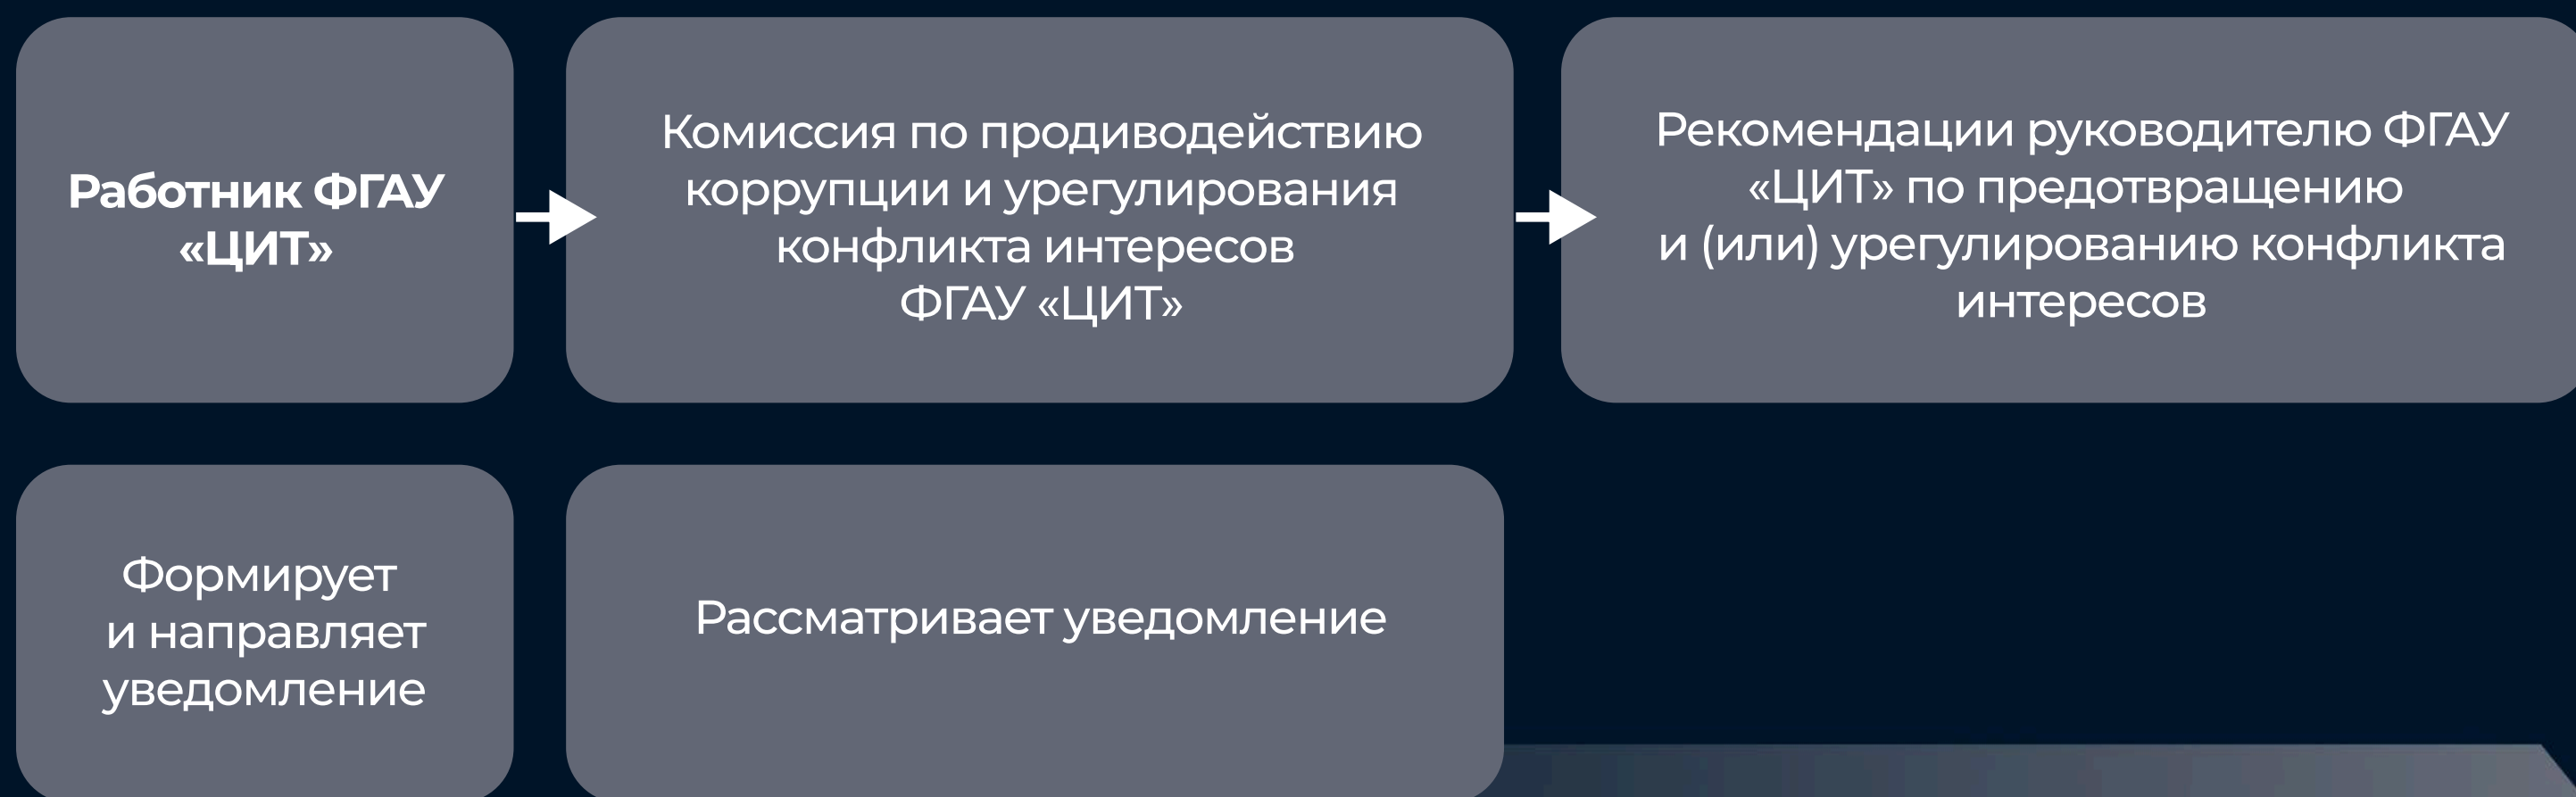 Работник ФГАУ
«ЦИТ»
Комиссия по продиводействию
коррупции и урегулирования
конфликта интересов
ФГАУ «ЦИТ»
Рекомендации руководителю ФГАУ
«ЦИТ» по предотвращению
и (или) урегулированию конфликта
интересов
Формирует
и направляет
уведомление
Рассматривает уведомление